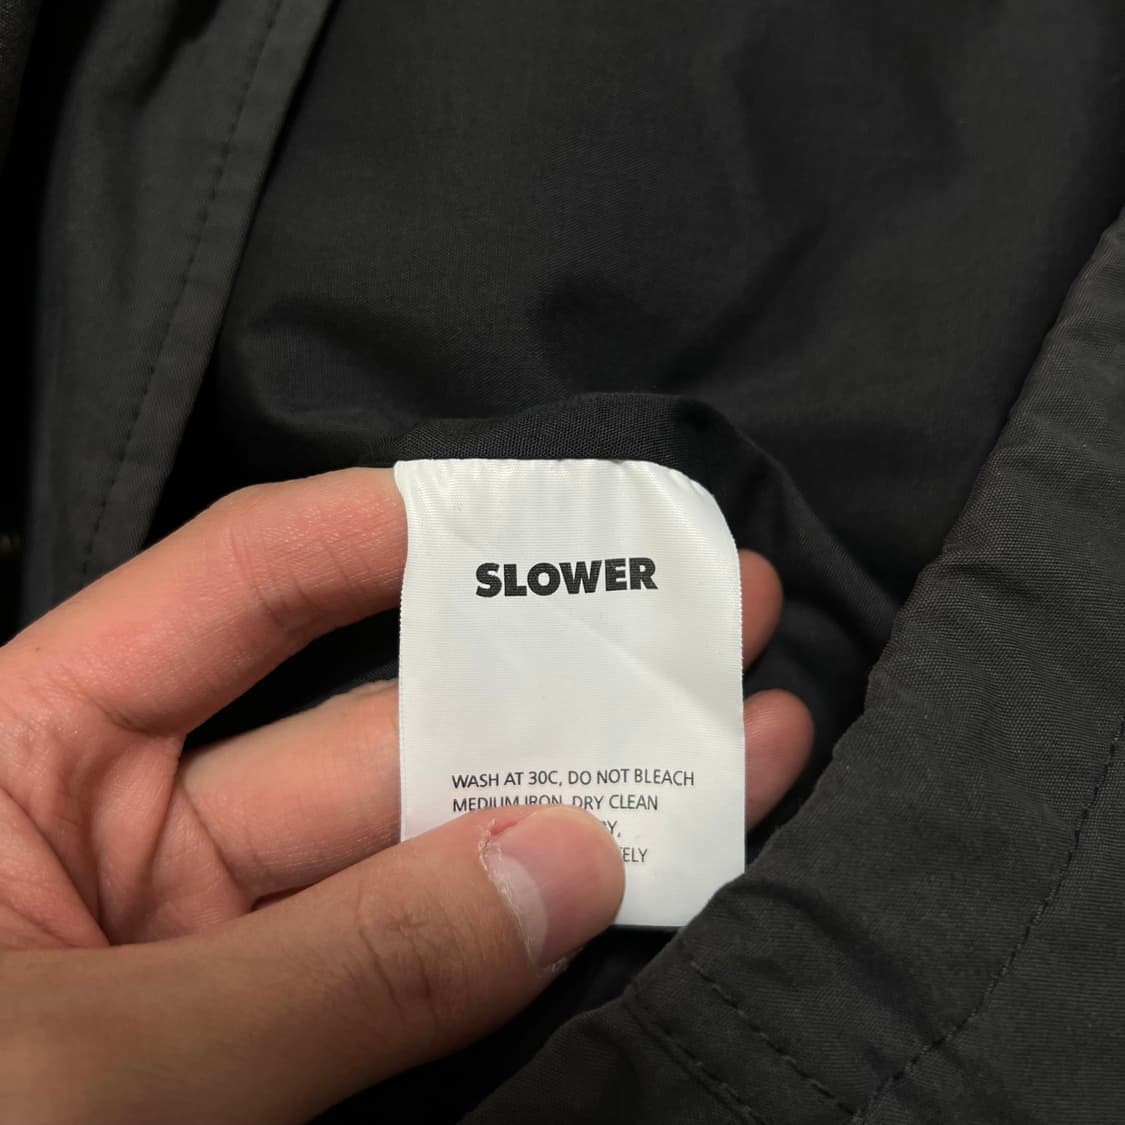 SLOWER
WASH AT 30C, DO NOT BLEACH
MEDIUM IRON, DRY CLEAN